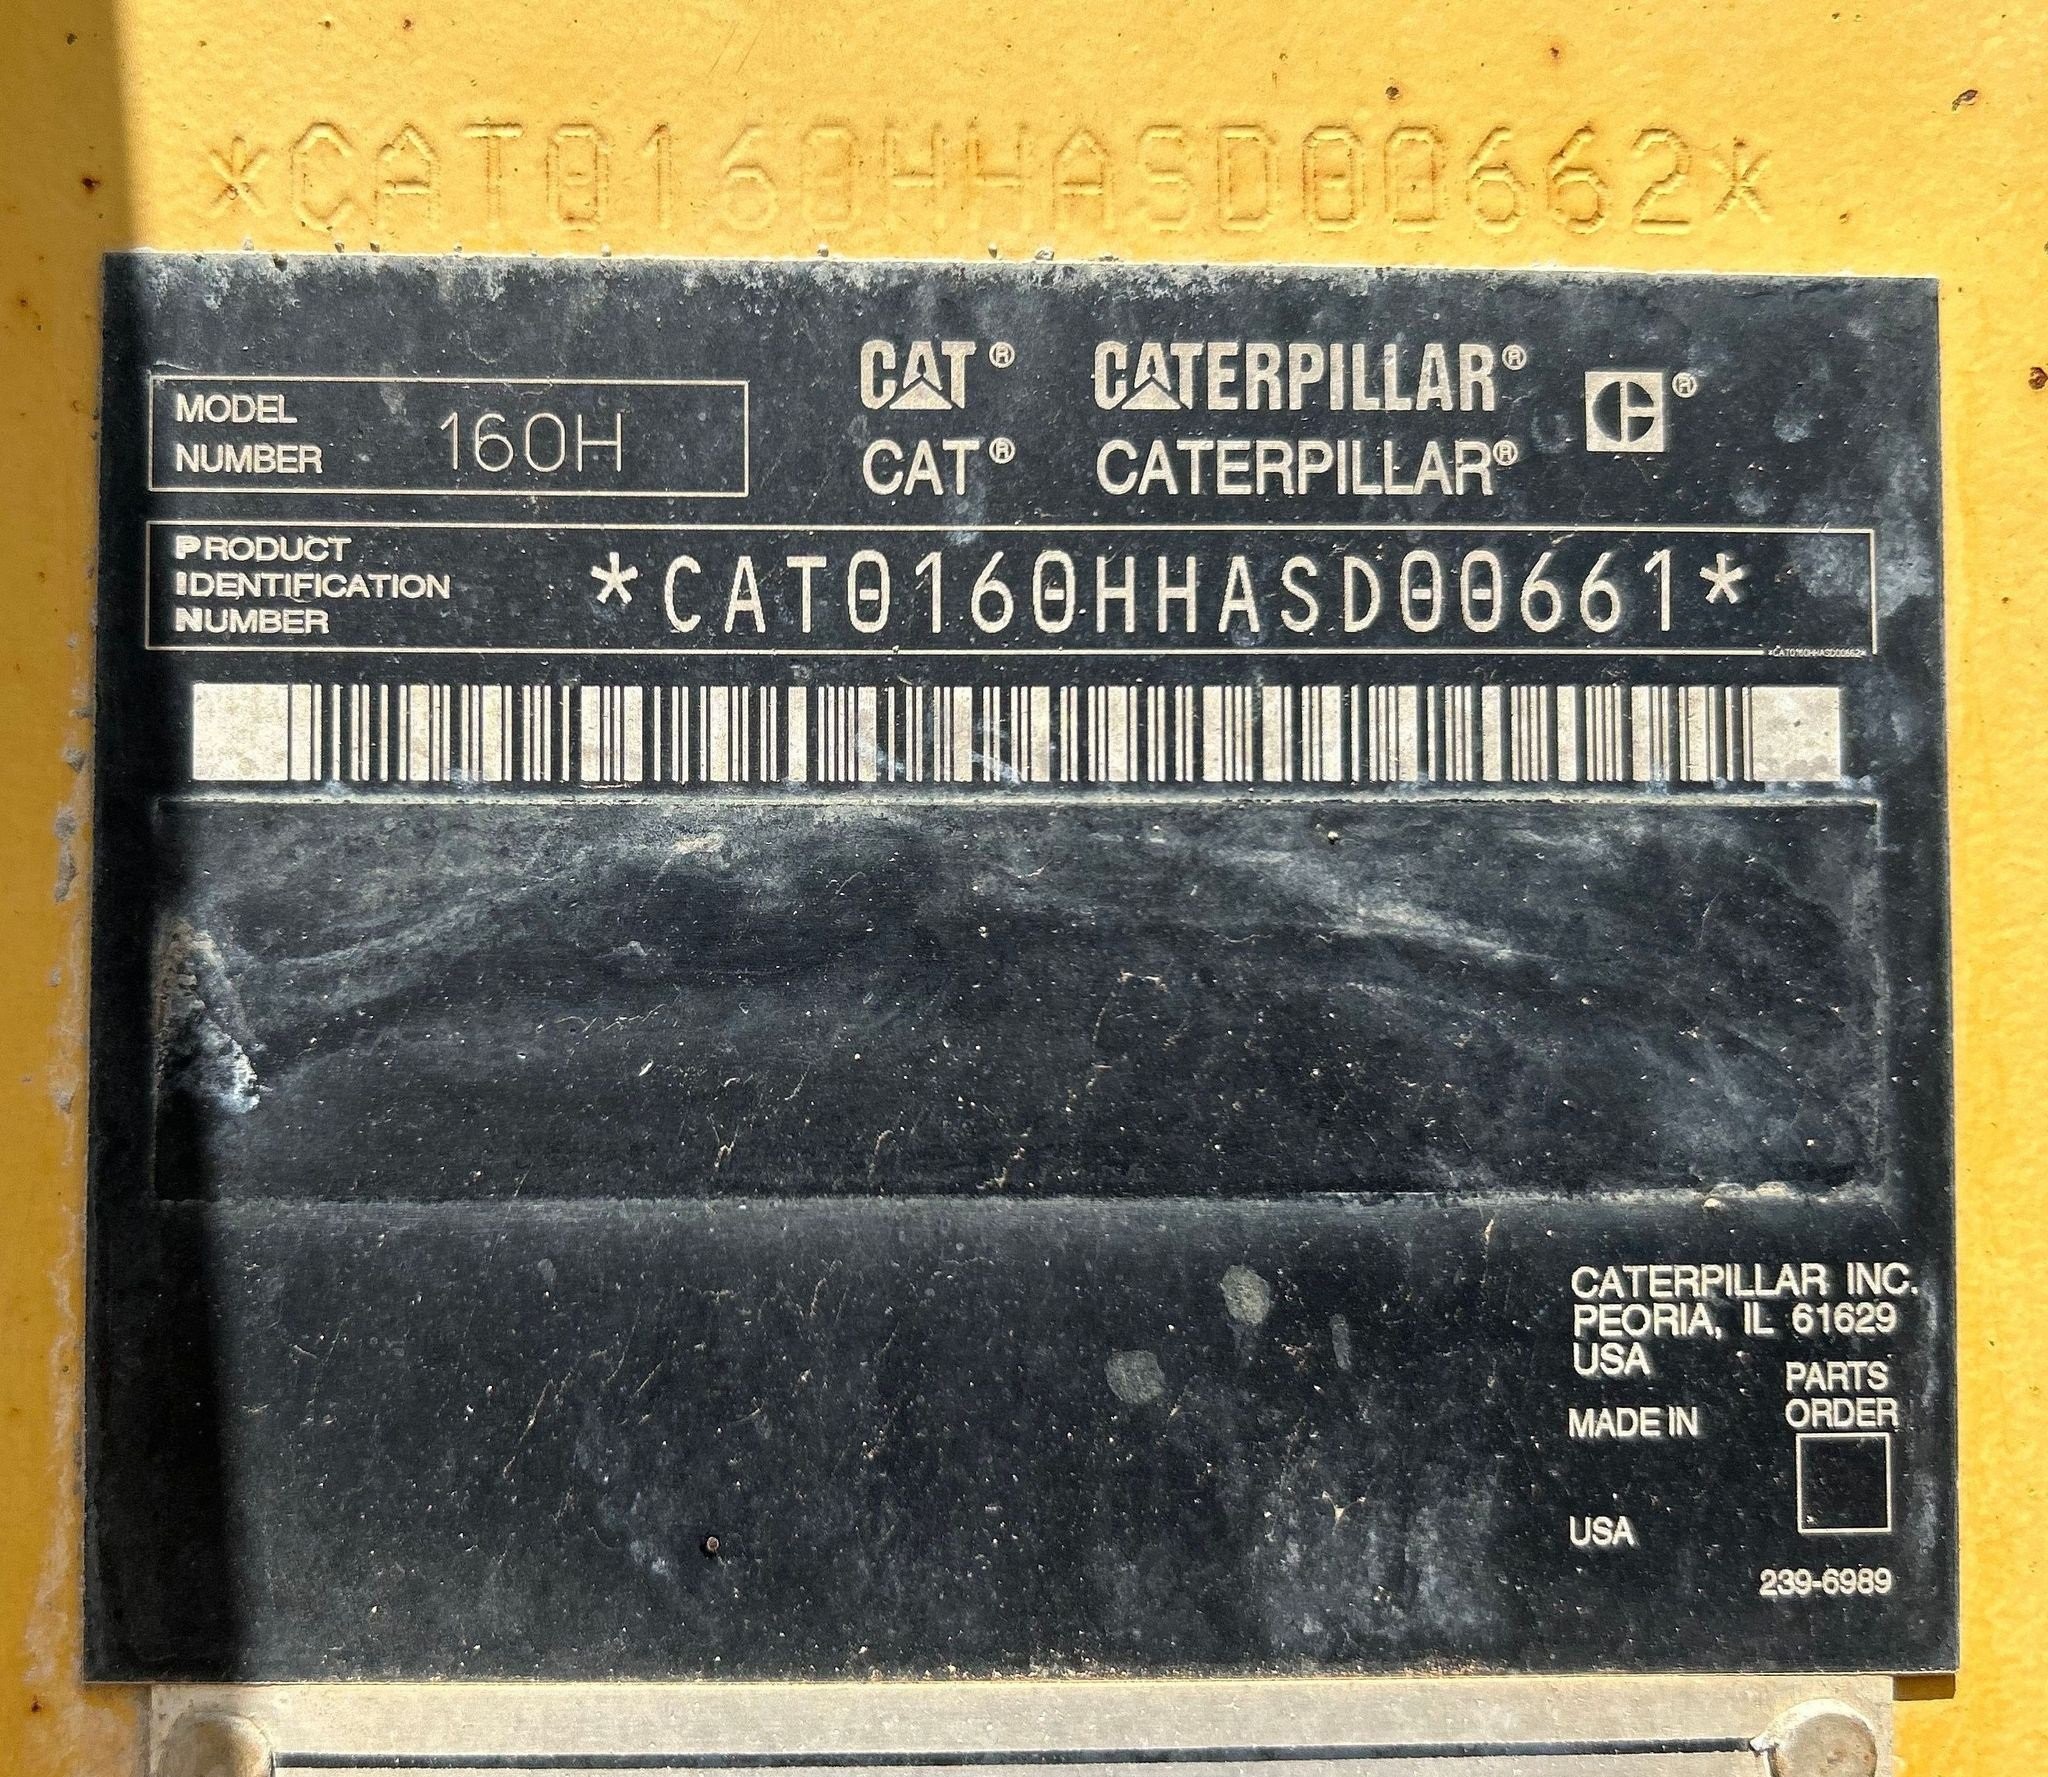 *CAT0160HHASD00662*
CAT® CATERPILLAR® ®
MODEL
NUMBER 160H
CAT® CATERPILLAR®
PRODUCT
IDENTIFICATION
NUMBER
*CAT0160HHASD00661*
*CAT0160HHASD00662*
CATERPILLAR INC.
PEORIA, IL 61629
USA
PARTS
ORDER
MADE IN
USA
239-6989